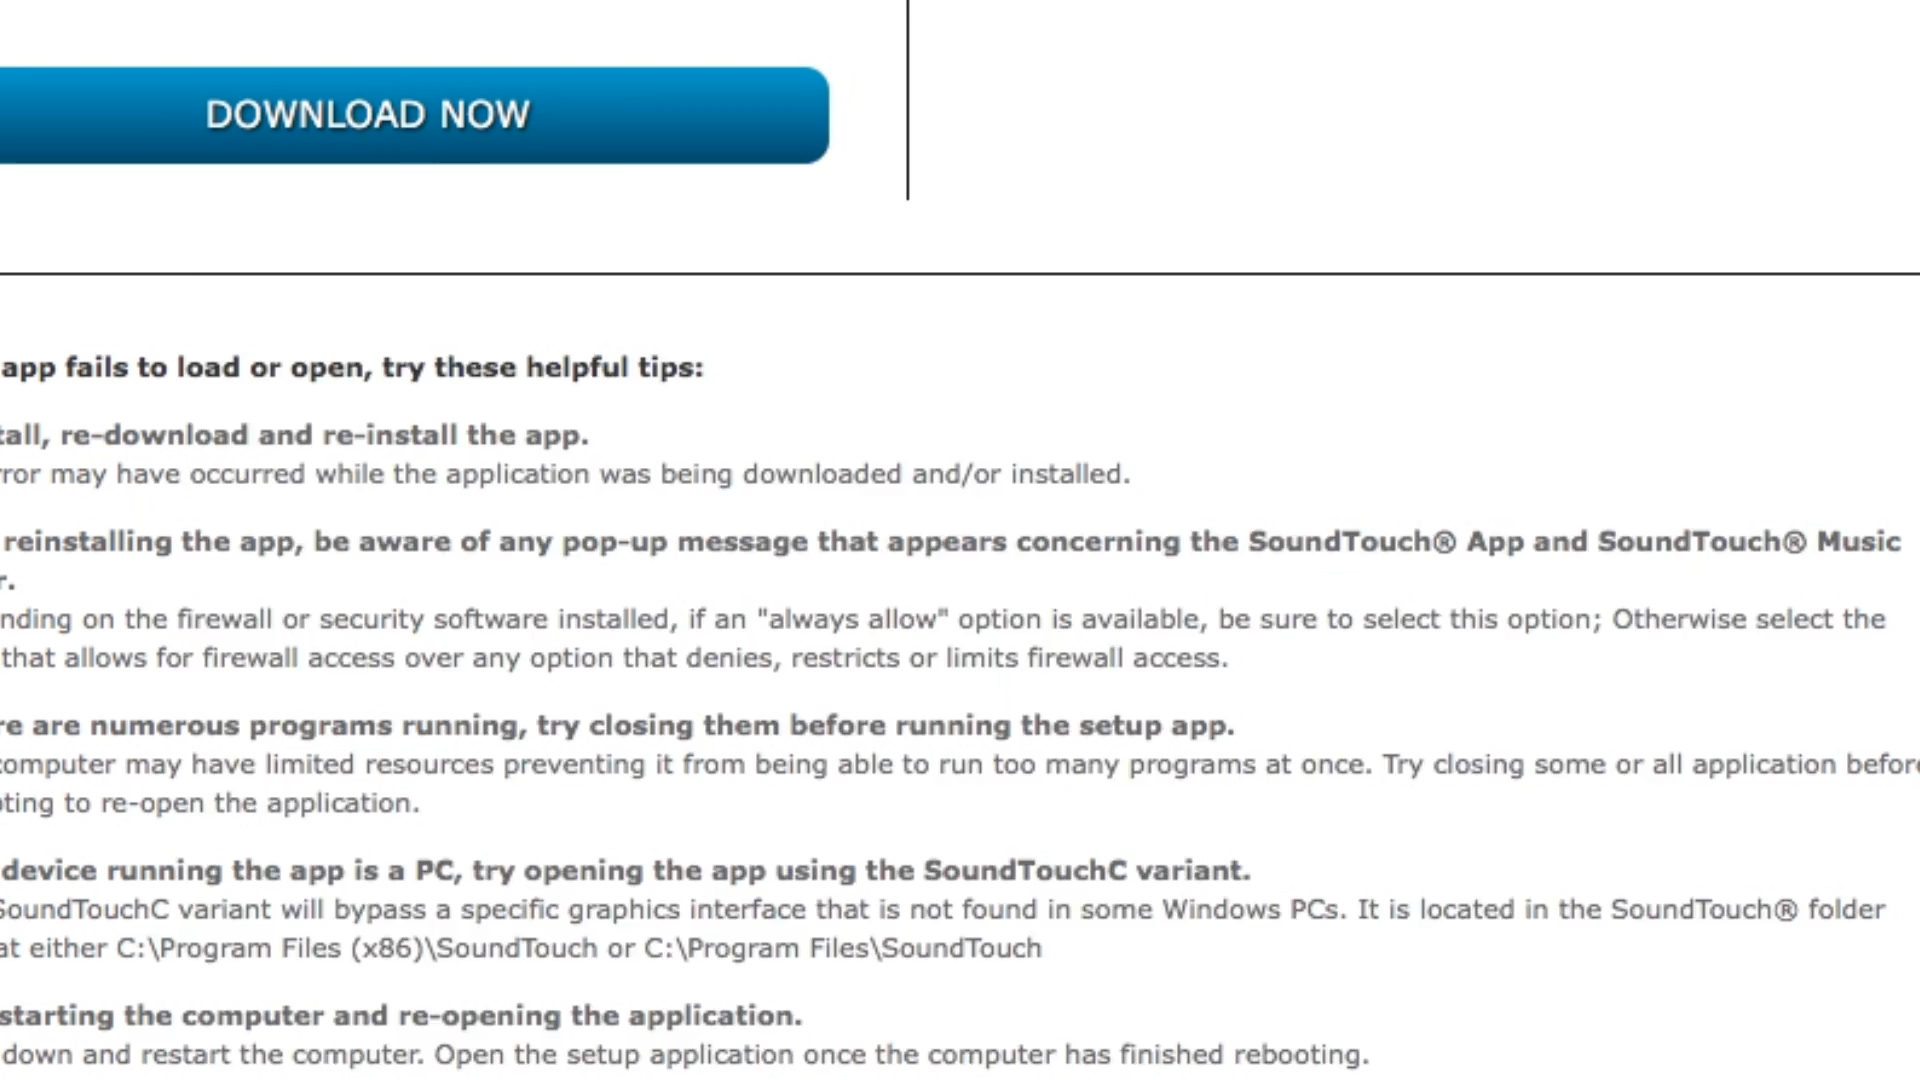 DOWNLOAD NOW
app fails to load or open, try these helpful tips:
tall, re-download and re-install the app.
rror may have occurred while the application was being downloaded and/or installed.
reinstalling the app, be aware of any pop-up message that appears concerning the SoundTouch® App and SoundTouch® Music
r.
nding on the firewall or security software installed, if an "always allow" option is available, be sure to select this option; Otherwise select the
that allows for firewall access over any option that denies, restricts or limits firewall access.
re are numerous programs running, try closing them before running the setup app.
computer may have limited resources preventing it from being able to run too many programs at once. Try closing some or all application before
pting to re-open the application.
device running the app is a PC, try opening the app using the SoundTouchC variant.
SoundTouchC variant will bypass a specific graphics interface that is not found in some Windows PCs. It is located in the SoundTouch® folder
at either C:\Program Files (x86)\SoundTouch or C:\Program Files\SoundTouch
starting the computer and re-opening the application.
down and restart the computer. Open the setup application once the computer has finished rebooting.